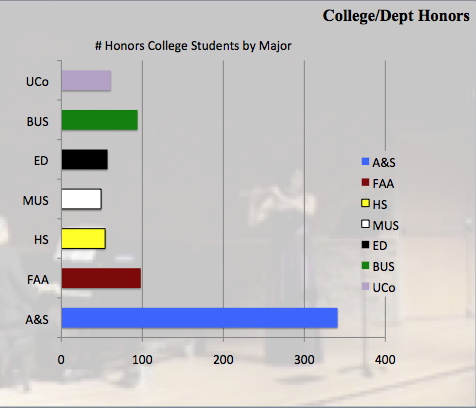 College/Dept Honors
# Honors College Students by Major
UCo
BUS
ED
MUS
HS
FAA
A&S
0 100 200 300 400
A&S
FAA
HS
MUS
ED
BUS
UCo